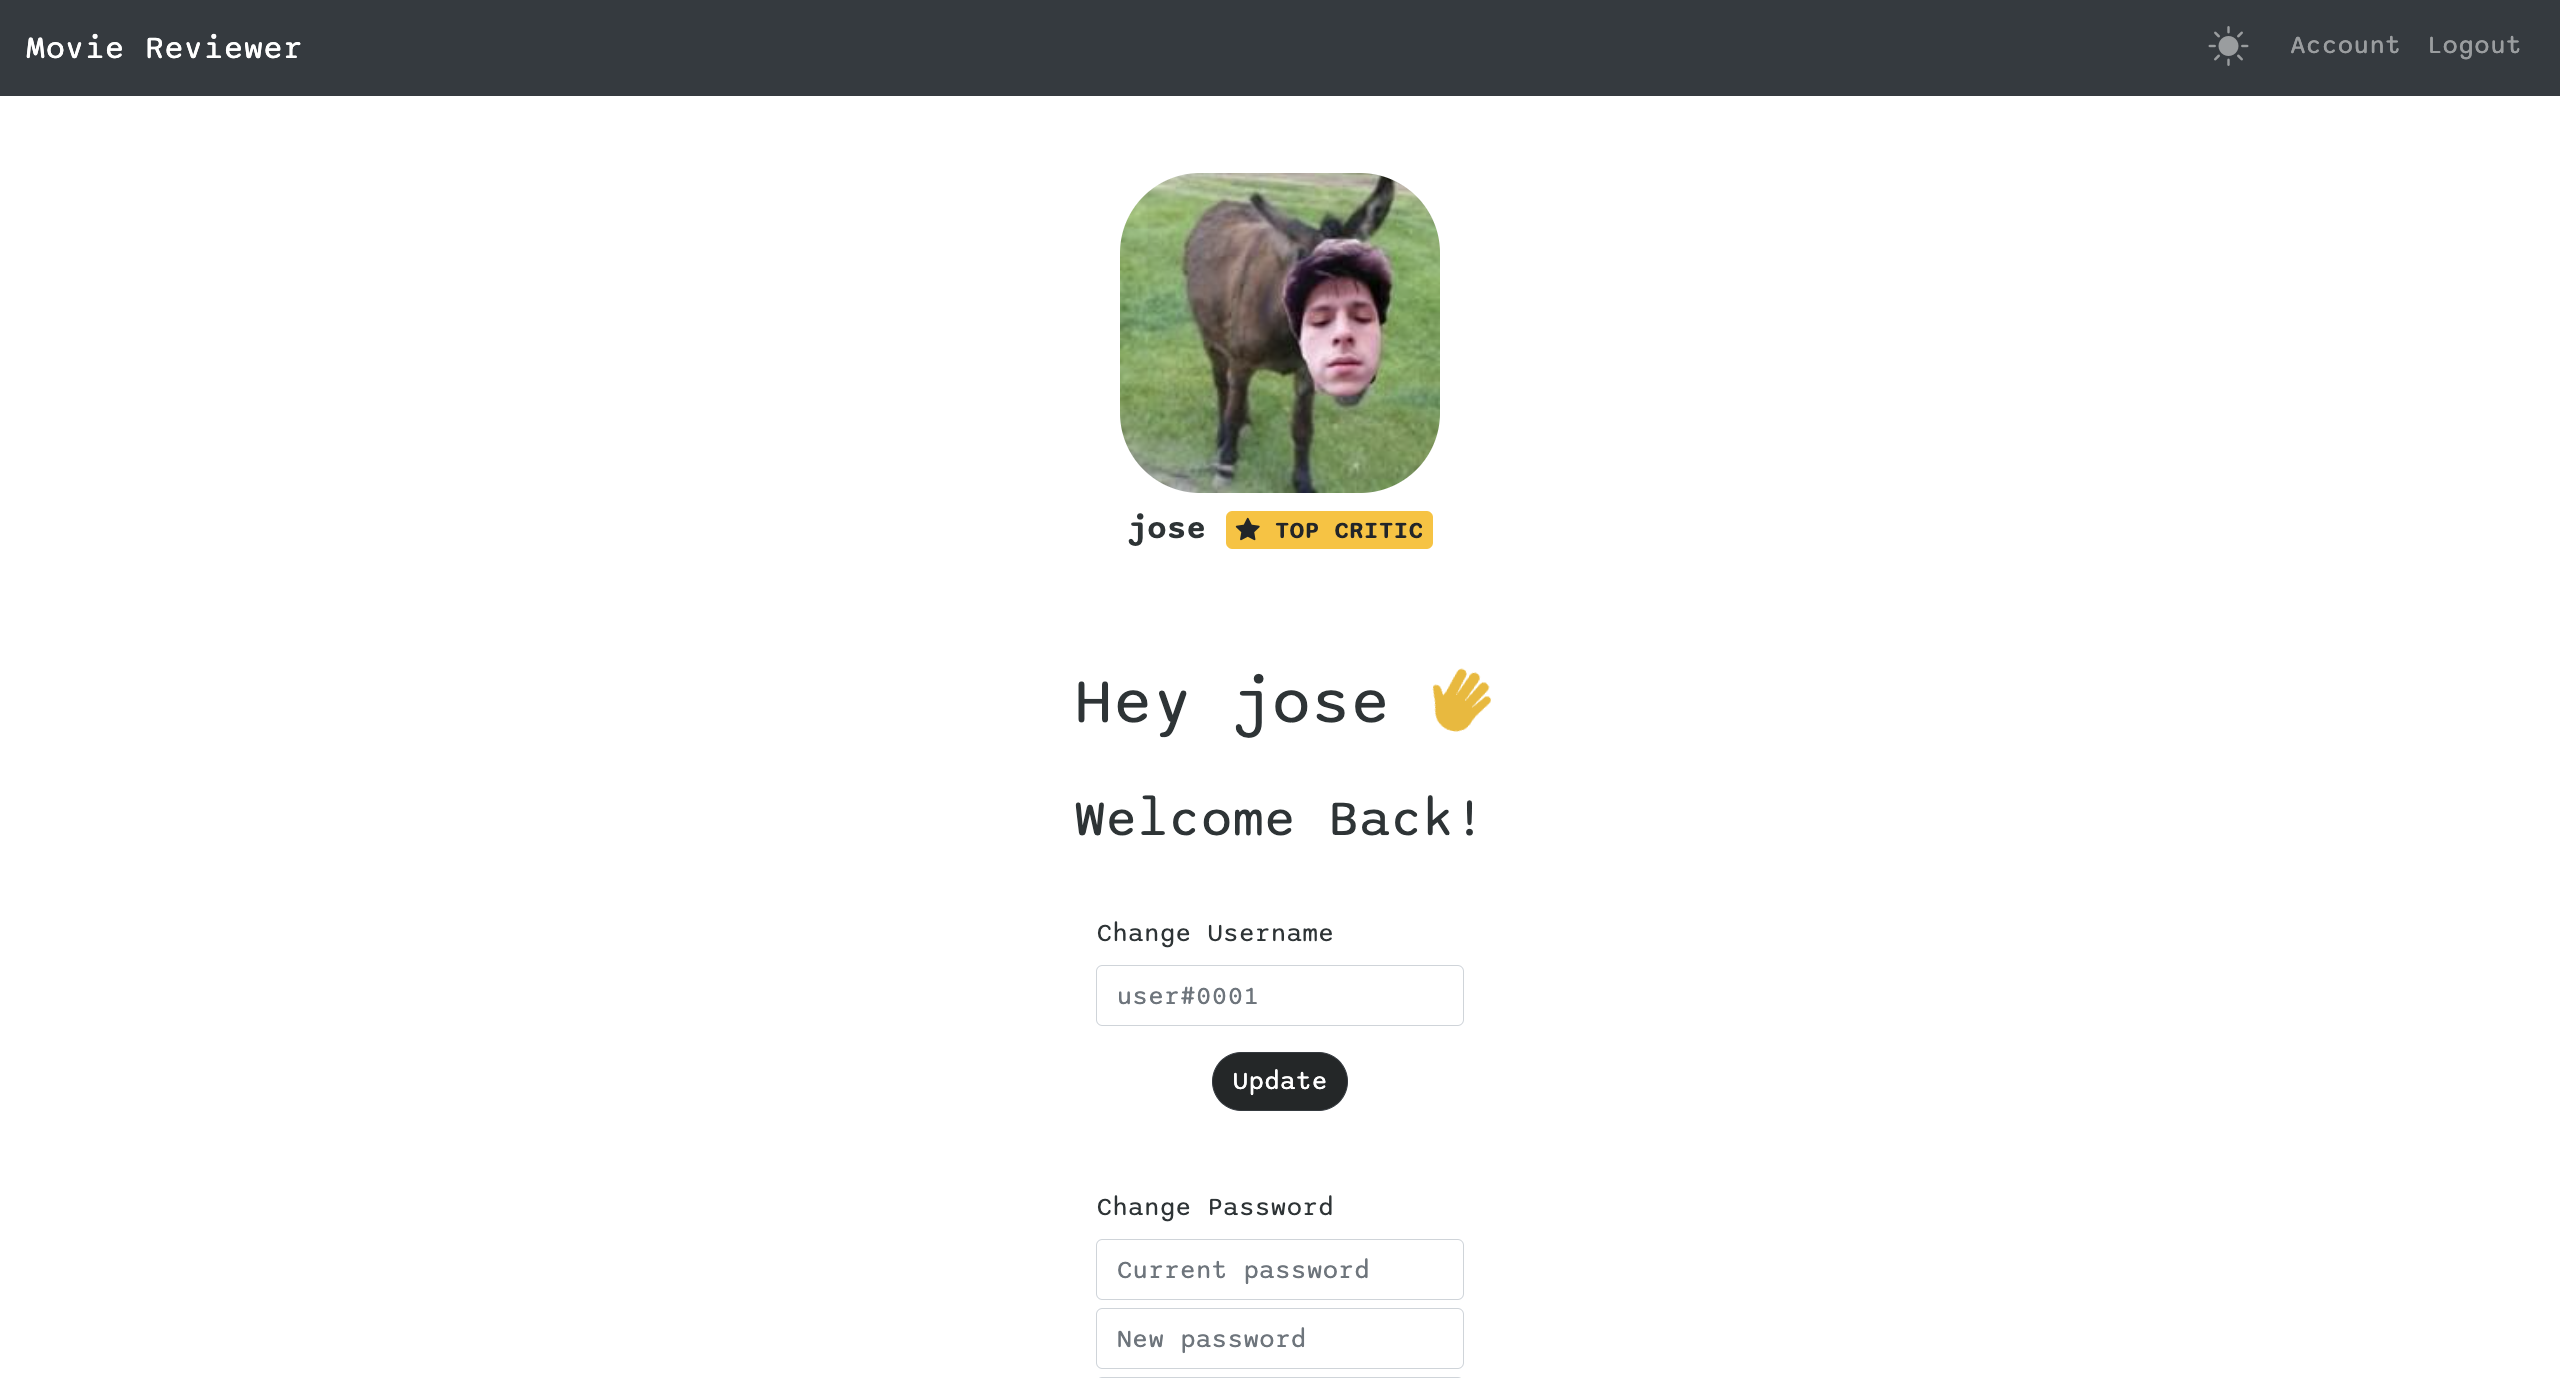 Movie Reviewer
Account Logout
jose ★ TOP CRITIC
Hey jose 👋
Welcome Back!
Change Username
user#0001
Update
Change Password
Current password
New password